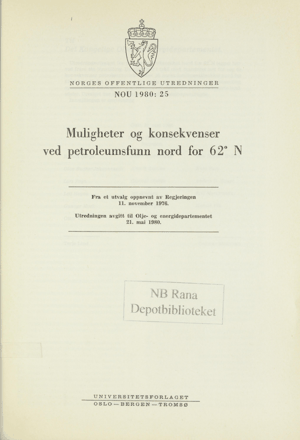 NORGES OFFENTLIGE UTREDNINGER
NOU 1980: 25
Muligheter og konsekvenser
ved petroleumsfunn nord for 62° N
Fra et utvalg oppnevnt av Regjeringen
11. november 1976.
Utredningen avgitt til Olje- og energidepartementet
21. mai 1980.
NB Rana
Depotbiblioteket
UNIVERSITETSFORLAGET
OSLO — BERGEN — TROMSØ